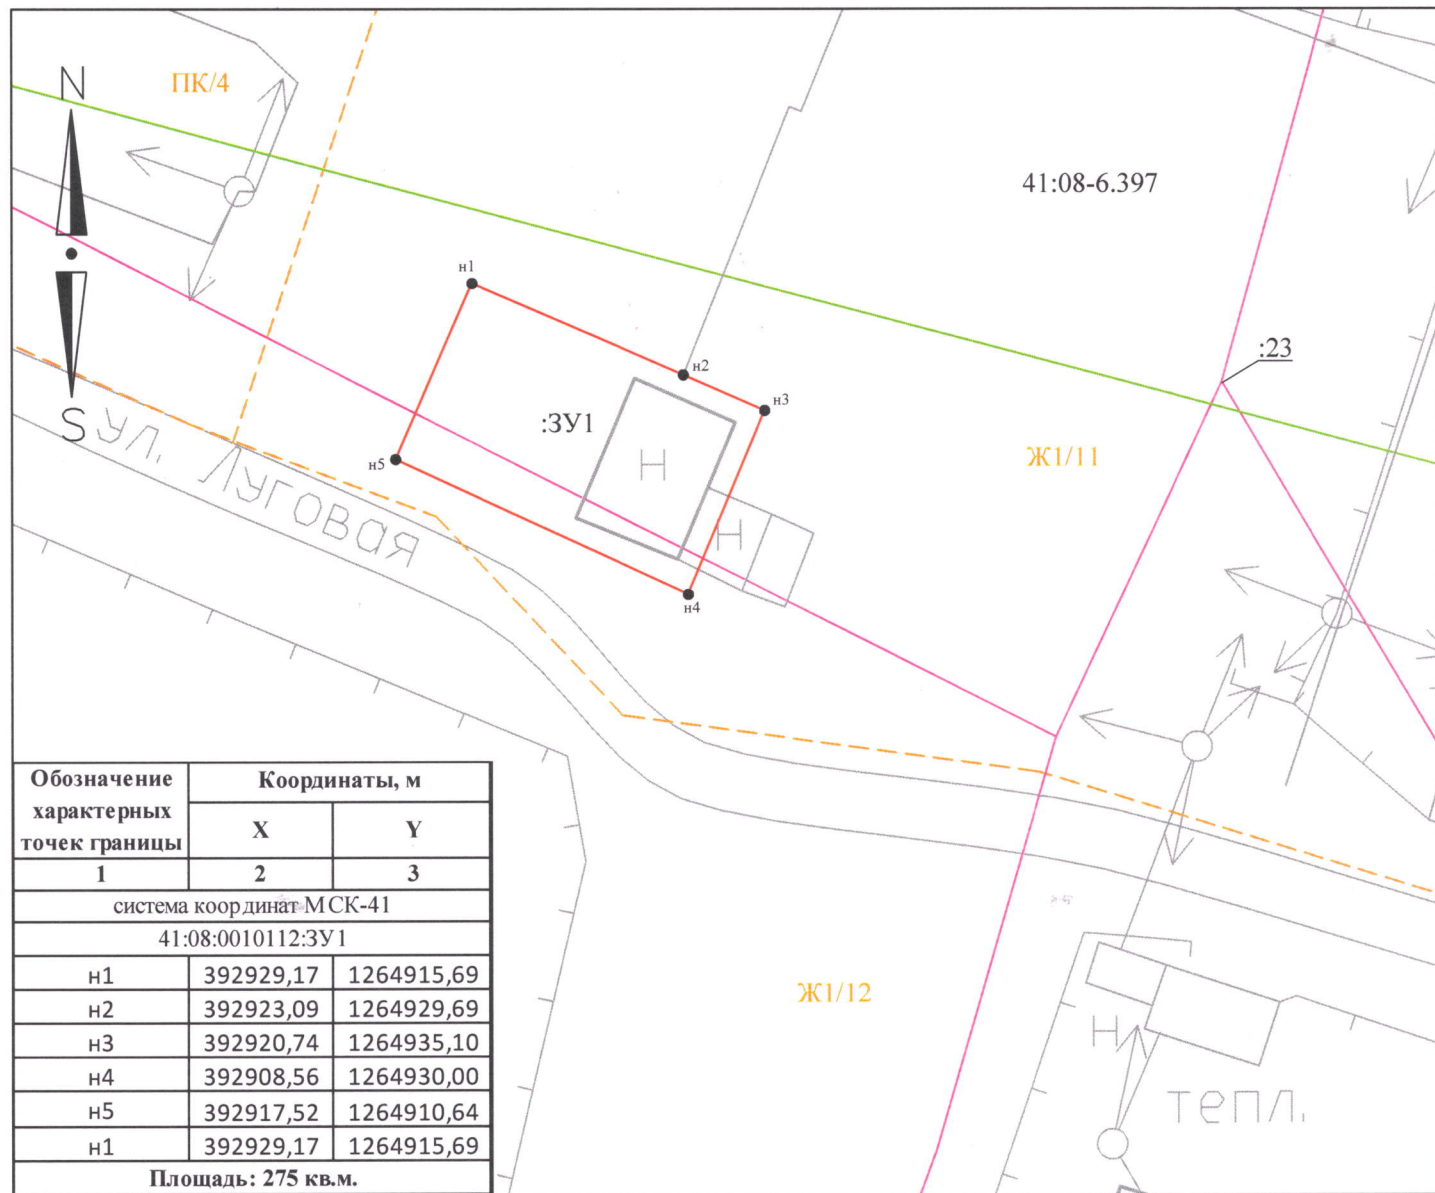 N
ПК/4
41:08-6.397
н1
:23
н2
н3
S
:ЗУ1
Ж1/11
н5
Н
ул. Луговая
Н
н4
Обозначение характерных точек границы
Координаты, м
X Y
1 2 3
система координат МСК-41
41:08:0010112:ЗУ1
н1 392929,17 1264915,69
н2 392923,09 1264929,69
н3 392920,74 1264935,10
н4 392908,56 1264930,00
н5 392917,52 1264910,64
н1 392929,17 1264915,69
Площадь: 275 кв.м.
Ж1/12
Н
тепл.